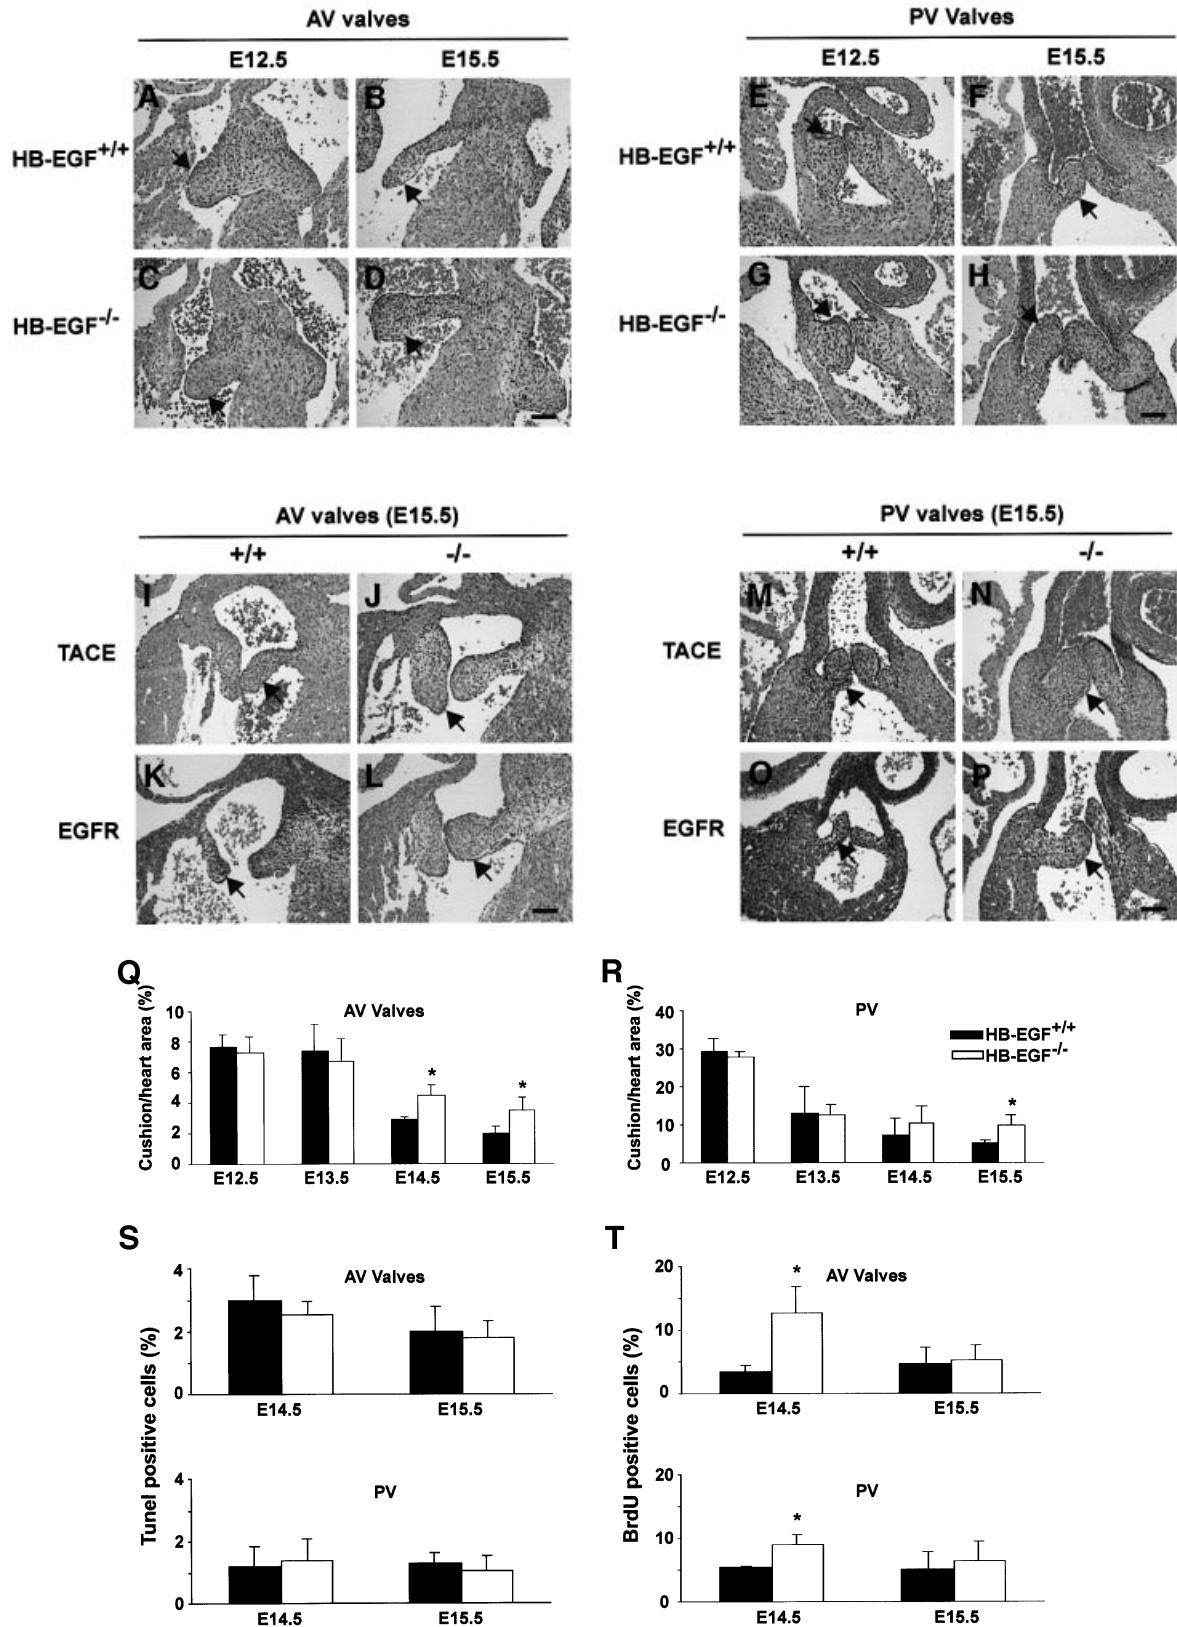 AV valves
E12.5 E15.5
PV Valves
E12.5 E15.5
HB-EGF+/+
A B
HB-EGF+/+
E F
HB-EGF-/-
C D
HB-EGF-/-
G H
AV valves (E15.5)
+/+ -/-
PV valves (E15.5)
+/+ -/-
TACE
I J
TACE
M N
EGFR
K L
EGFR
O P
Q
AV Valves
Cushion/heart area (%)
10
8
6
4
2
0
* *
E12.5 E13.5 E14.5 E15.5
R
PV
Cushion/heart area (%)
40
30
20
10
0
HB-EGF+/+
HB-EGF-/-
*
E12.5 E13.5 E14.5 E15.5
S
Tunel positive cells (%)
AV Valves
4
2
0
E14.5 E15.5
PV
4
2
0
E14.5 E15.5
T
BrdU positive cells (%)
AV Valves
20
10
0
*
E14.5 E15.5
PV
20
10
0
*
E14.5 E15.5